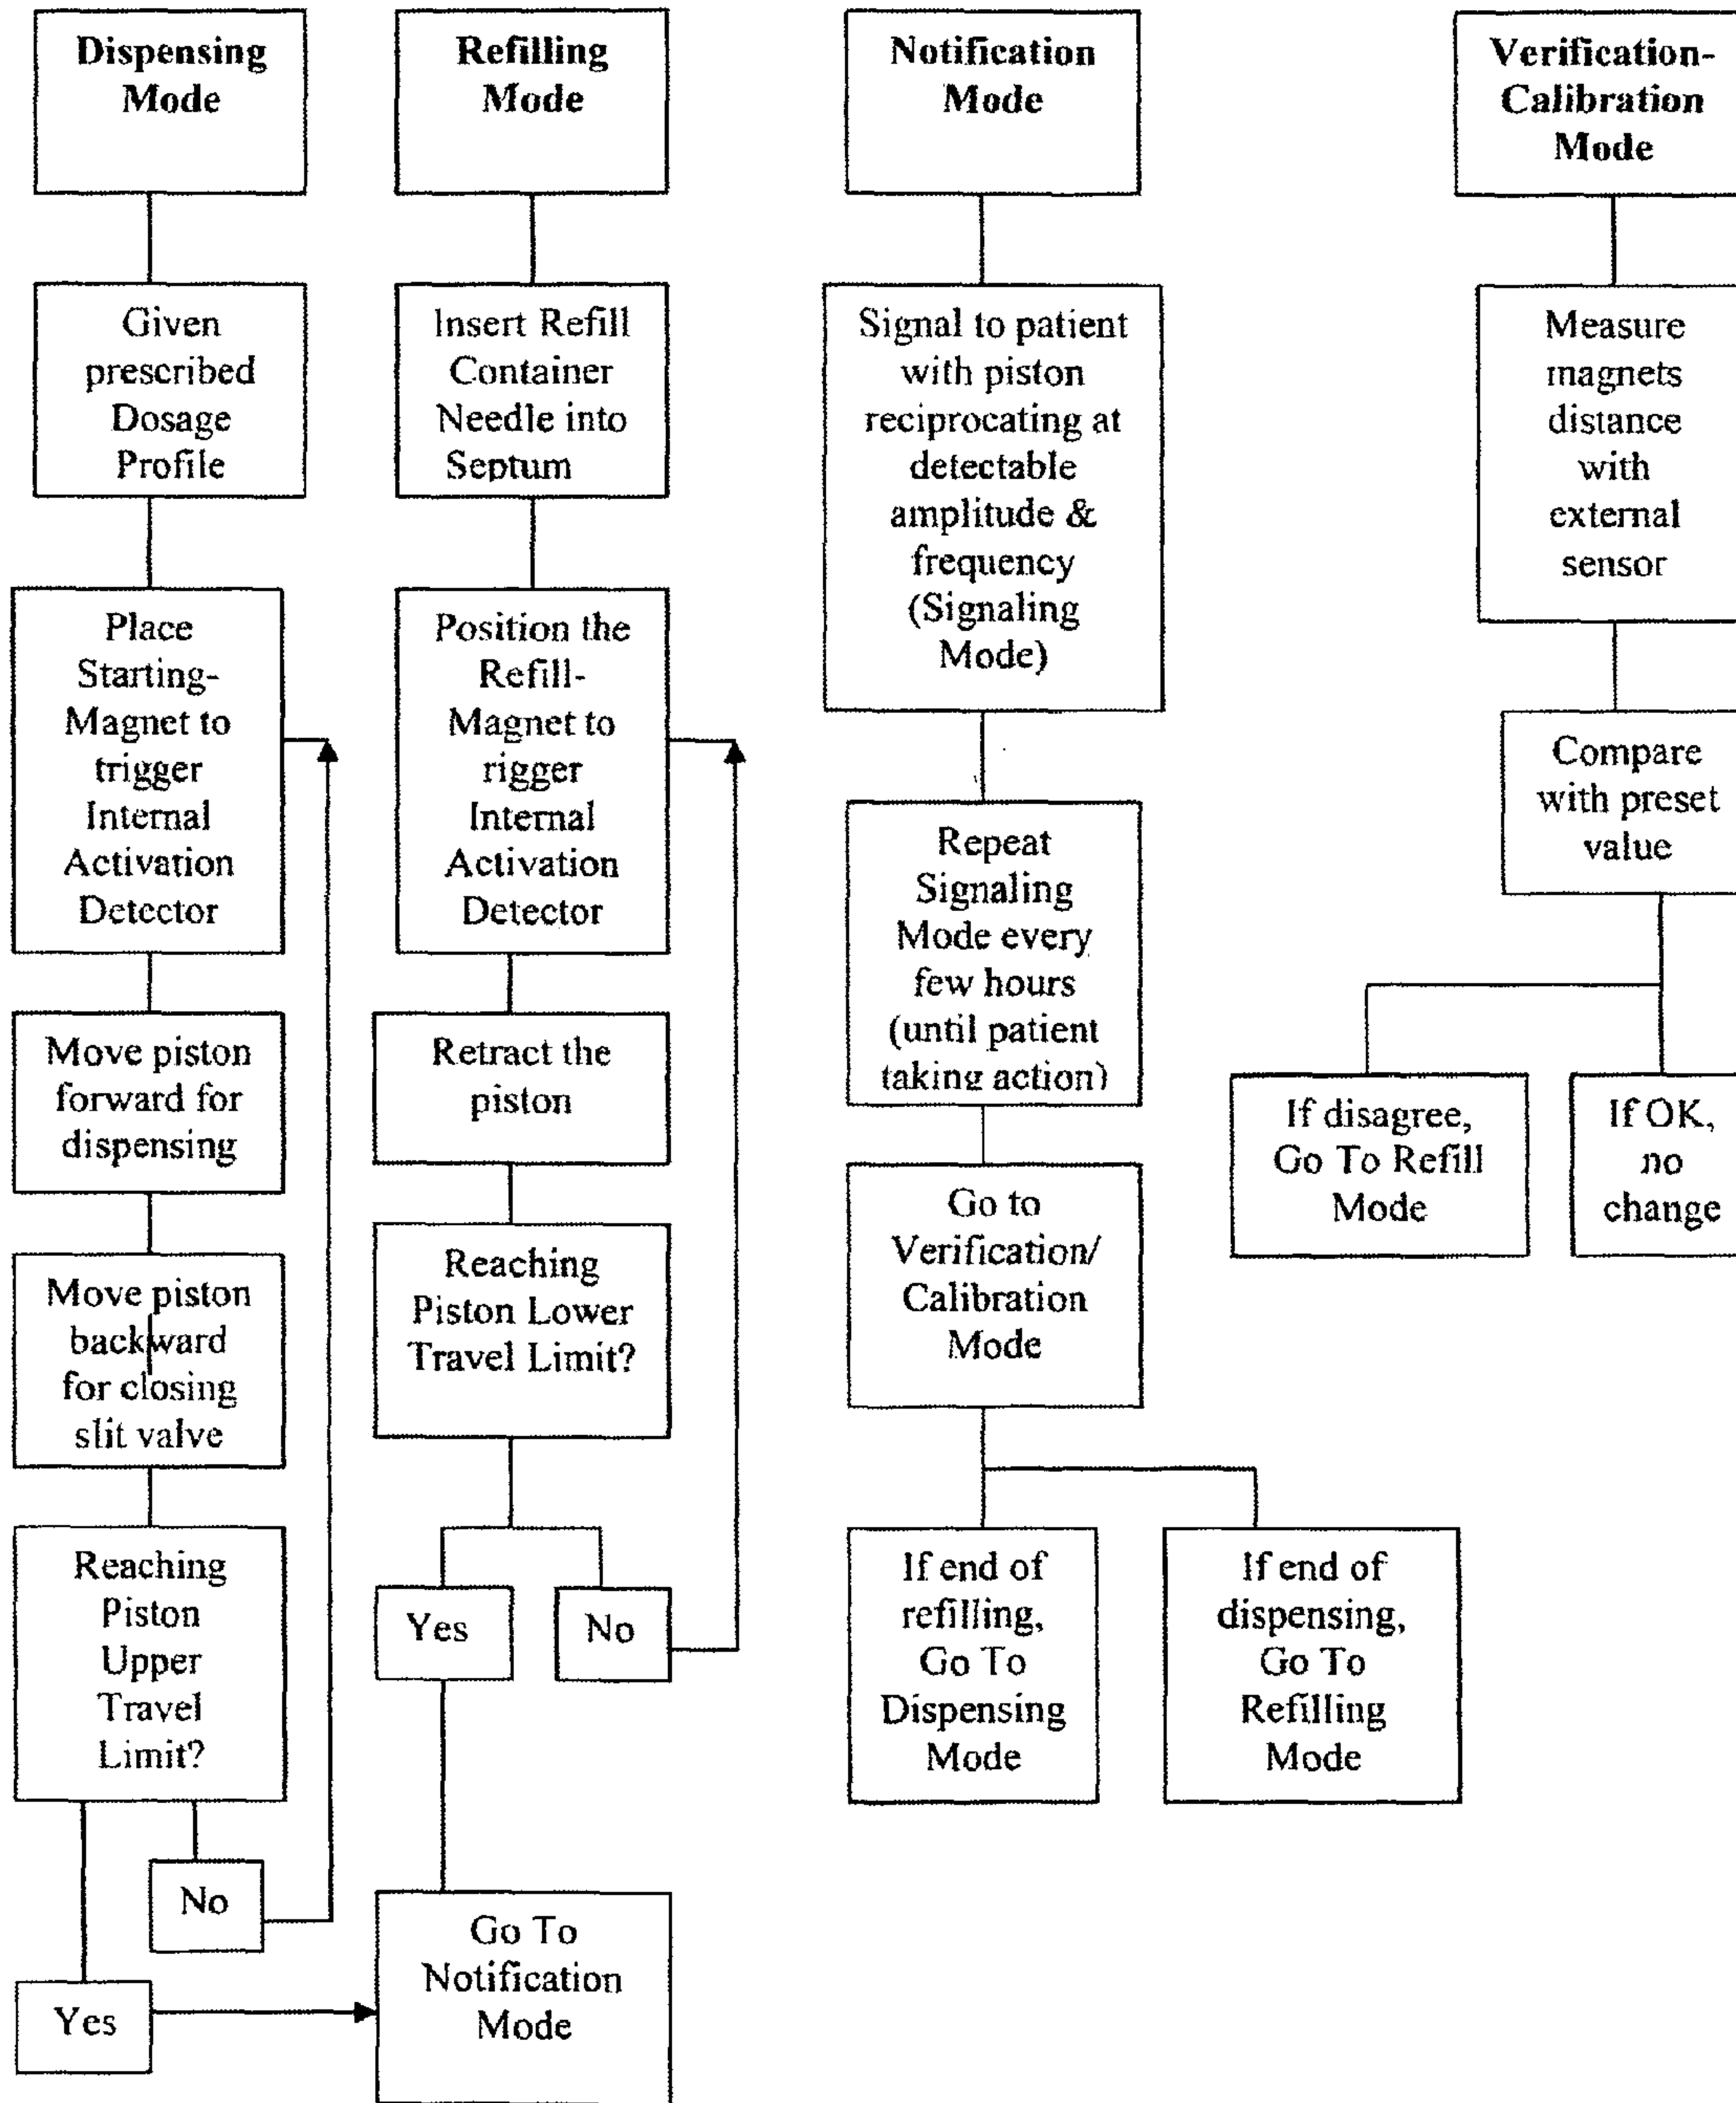 Dispensing
Mode
Given
prescribed
Dosage
Profile
Place
Starting-
Magnet to
trigger
Internal
Activation
Detector
Move piston
forward for
dispensing
Move piston
backward
for closing
slit valve
Reaching
Piston
Upper
Travel
Limit?
No
Yes
Refilling
Mode
Insert Refill
Container
Needle into
Septum
Position the
Refill-
Magnet to
rigger
Internal
Activation
Detector
Retract the
piston
Reaching
Piston Lower
Travel Limit?
Yes
No
Go To
Notification
Mode
Notification
Mode
Signal to patient
with piston
reciprocating at
detectable
amplitude &
frequency
(Signaling
Mode)
Repeat
Signaling
Mode every
few hours
(until patient
taking action)
Go to
Verification/
Calibration
Mode
If end of
refilling,
Go To
Dispensing
Mode
If end of
dispensing,
Go To
Refilling
Mode
Verification-
Calibration
Mode
Measure
magnets
distance
with
external
sensor
Compare
with preset
value
If disagree,
Go To Refill
Mode
If OK,
no
change